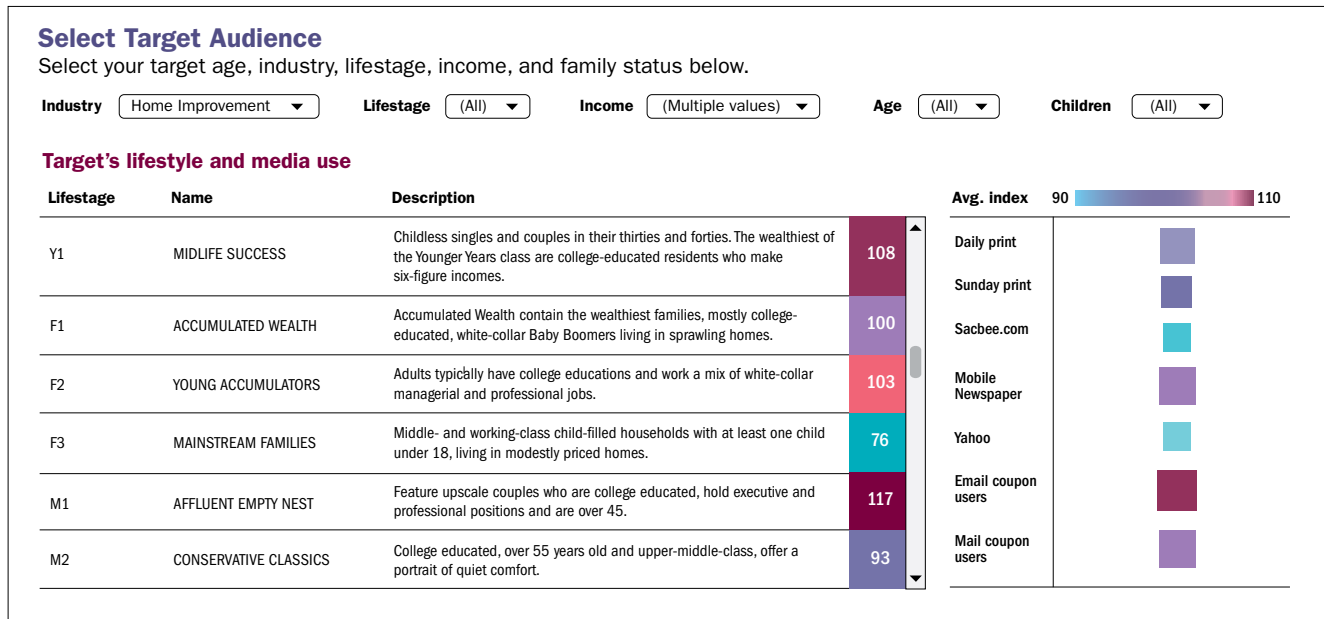 Select Target Audience
Select your target age, industry, lifestage, income, and family status below.
Industry Home Improvement Lifestage (All) Income (Multiple values) Age (All) Children (All)
Target's lifestyle and media use
Lifestage Name Description
Y1 MIDLIFE SUCCESS
Childless singles and couples in their thirties and forties. The wealthiest of
the Younger Years class are college-educated residents who make
six-figure incomes.
108
F1 ACCUMULATED WEALTH
Accumulated Wealth contain the wealthiest families, mostly college-
educated, white-collar Baby Boomers living in sprawling homes.
100
F2 YOUNG ACCUMULATORS
Adults typically have college educations and work a mix of white-collar
managerial and professional jobs.
103
F3 MAINSTREAM FAMILIES
Middle- and working-class child-filled households with at least one child
under 18, living in modestly priced homes.
76
M1 AFFLUENT EMPTY NEST
Feature upscale couples who are college educated, hold executive and
professional positions and are over 45.
117
M2 CONSERVATIVE CLASSICS
College educated, over 55 years old and upper-middle-class, offer a
portrait of quiet comfort.
93
Avg. index 90 110
Daily print
Sunday print
Sacbee.com
Mobile
Newspaper
Yahoo
Email coupon
users
Mail coupon
users